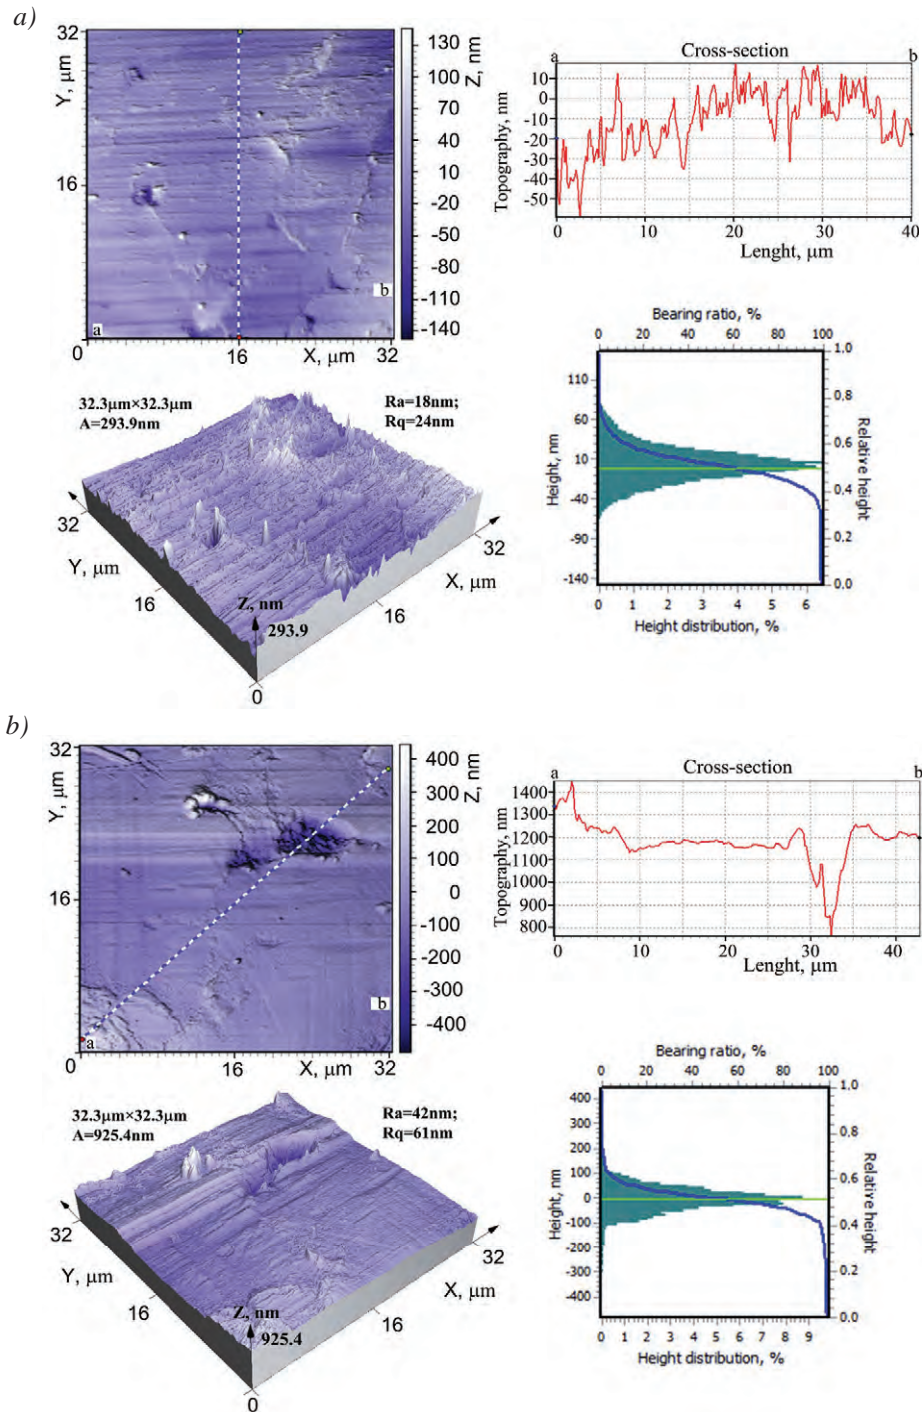 a)
32
16
0
Y, μm
16
32
X, μm
a
b
130
100
70
40
10
-20
-50
-80
-110
-140
Z, nm
a
Cross-section
b
10
0
-10
-20
-30
-40
-50
Topography, nm
0
10
20
30
40
Lenght, μm
32.3μm×32.3μm
A=293.9nm
Ra=18nm;
Rq=24nm
32
Y, μm
16
Z, nm
293.9
0
16
X, μm
32
Bearing ratio, %
0 20 40 60 80 100
110
60
10
-40
-90
-140
Height, nm
1.0
0.8
0.6
0.4
0.2
0.0
Relative height
0 1 2 3 4 5 6
Height distribution, %
b)
32
16
0
Y, μm
16
32
X, μm
a
b
400
300
200
100
0
-100
-200
-300
-400
Z, nm
a
Cross-section
b
1400
1300
1200
1100
1000
900
800
Topography, nm
0
10
20
30
40
Lenght, μm
32.3μm×32.3μm
A=925.4nm
Ra=42nm;
Rq=61nm
32
Y, μm
16
Z, nm
925.4
0
16
X, μm
32
Bearing ratio, %
0 20 40 60 80 100
400
300
200
100
0
-100
-200
-300
-400
Height, nm
1.0
0.8
0.6
0.4
0.2
0.0
Relative height
0 1 2 3 4 5 6 7 8 9
Height distribution, %